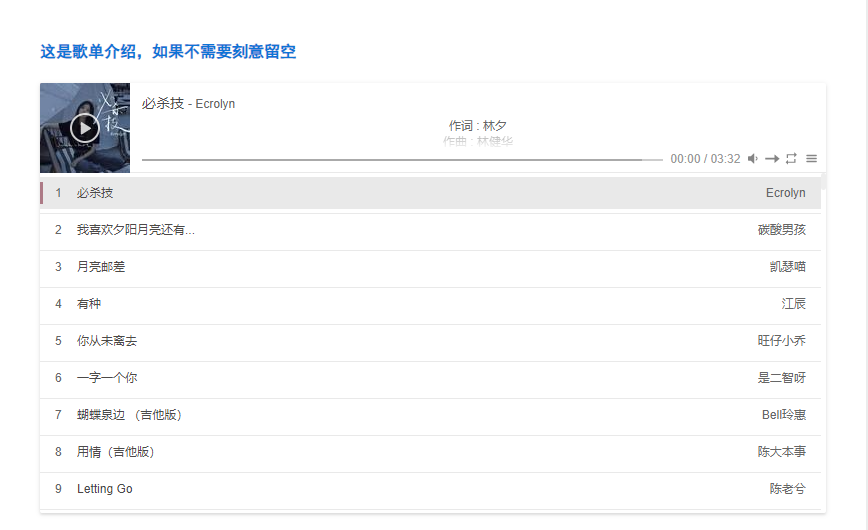 这是歌单介绍，如果不需要刻意留空
必杀技
必杀技 - Ecrolyn
作词 : 林夕
作曲 : 林健华
00:00 / 03:32
1 必杀技 Ecrolyn
2 我喜欢夕阳月亮还有... 碳酸男孩
3 月亮邮差 凯瑟喵
4 有种 江辰
5 你从未离去 旺仔小乔
6 一字一个你 是二智呀
7 蝴蝶泉边 （吉他版） Bell玲惠
8 用情（吉他版） 陈大本事
9 Letting Go 陈老兮